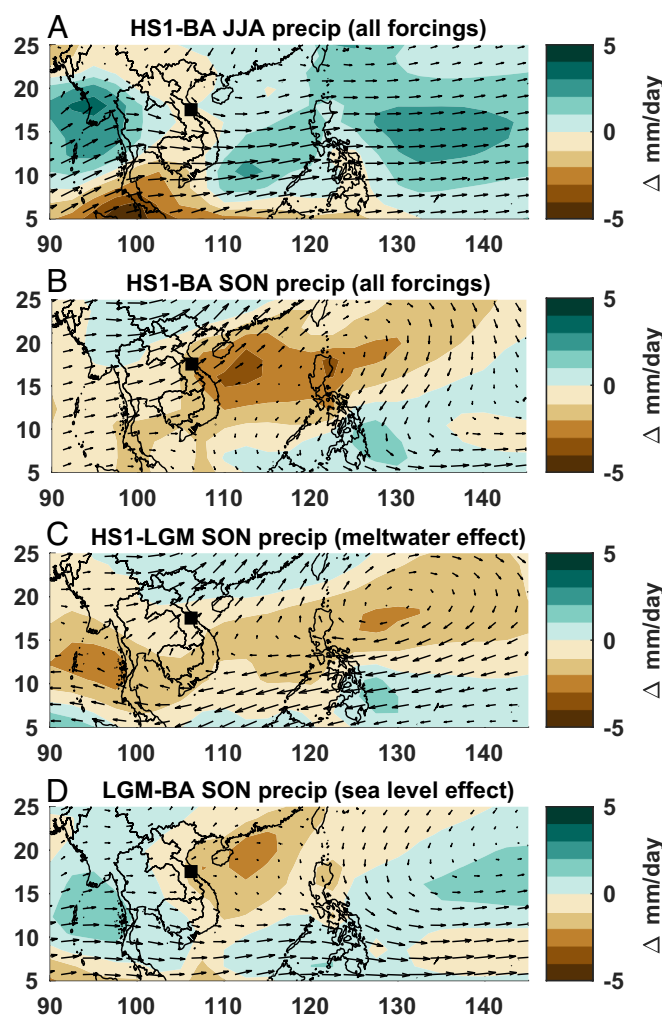 A HS1-BA JJA precip (all forcings)
25
20
15
10
5
90 100 110 120 130 140
5
0
-5
△ mm/day
B HS1-BA SON precip (all forcings)
25
20
15
10
5
90 100 110 120 130 140
5
0
-5
△ mm/day
C HS1-LGM SON precip (meltwater effect)
25
20
15
10
5
90 100 110 120 130 140
5
0
-5
△ mm/day
D LGM-BA SON precip (sea level effect)
25
20
15
10
5
90 100 110 120 130 140
5
0
-5
△ mm/day